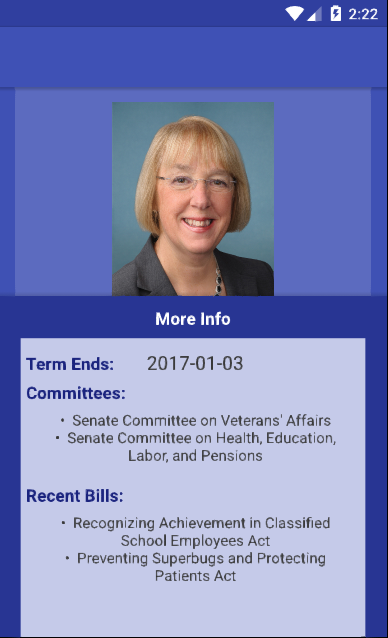 2:22
More Info
Term Ends: 2017-01-03
Committees:
• Senate Committee on Veterans' Affairs
• Senate Committee on Health, Education,
Labor, and Pensions
Recent Bills:
• Recognizing Achievement in Classified
School Employees Act
• Preventing Superbugs and Protecting
Patients Act